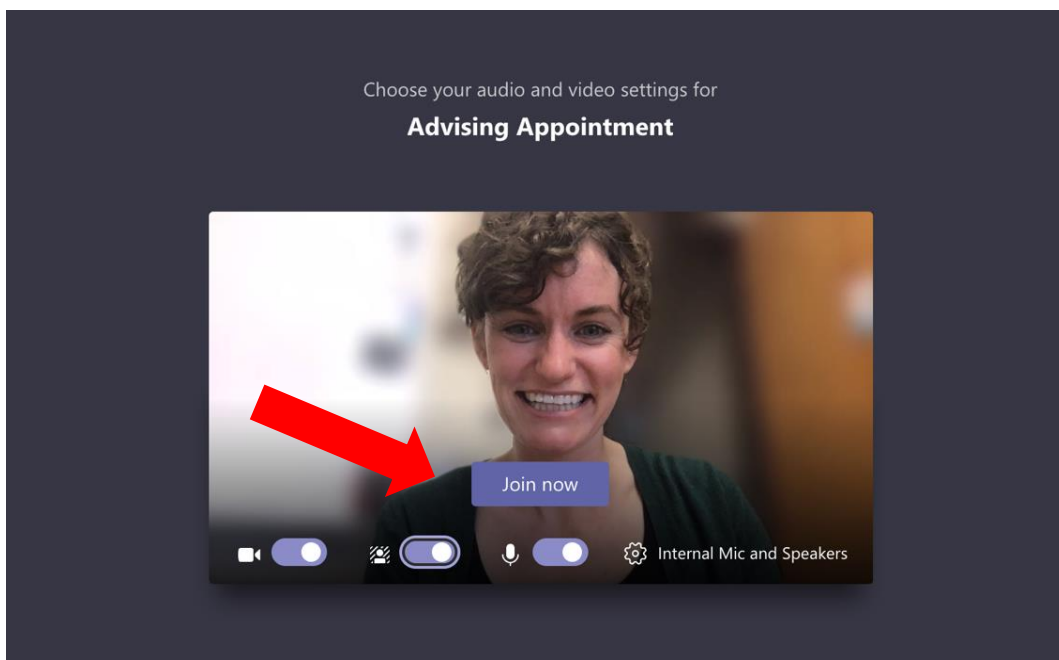 Choose your audio and video settings for
Advising Appointment
Join now
Internal Mic and Speakers